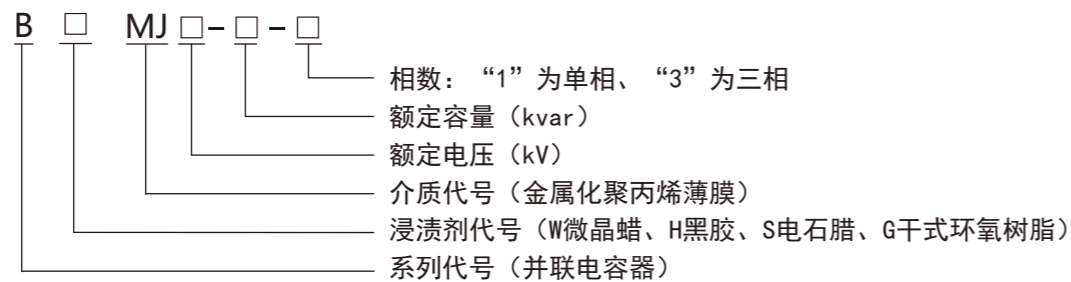 B □ MJ□-□-□
相数：“1”为单相、“3”为三相
额定容量（kvar）
额定电压（kV）
介质代号（金属化聚丙烯薄膜）
浸渍剂代号（W微晶蜡、H黑胶、S电石腊、G干式环氧树脂）
系列代号（并联电容器）